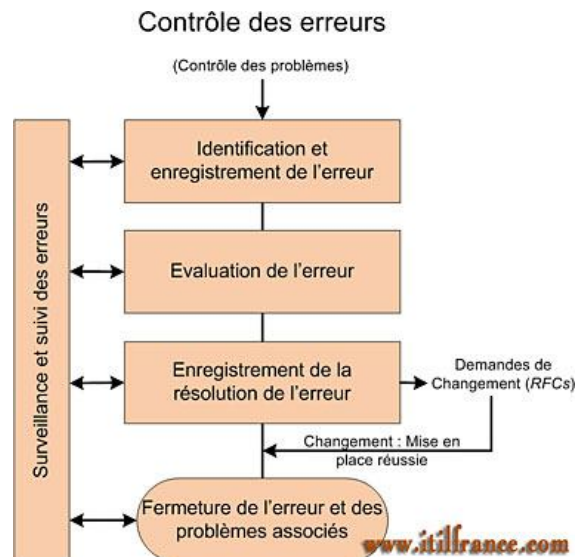 Contrôle des erreurs
(Contrôle des problèmes)
Surveillance et suivi des erreurs
Identification et
enregistrement de l'erreur
Evaluation de l'erreur
Enregistrement de la
résolution de l'erreur
Demandes de
Changement (RFCs)
Changement : Mise en
place réussie
Fermeture de l'erreur et des
problèmes associés
www.itilfrance.com